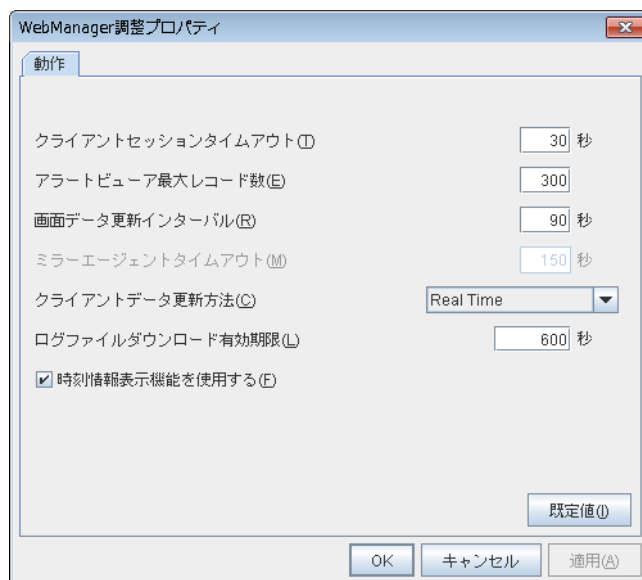 WebManager調整プロパティ
動作
クライアントセッションタイムアウト(T) 30 秒
アラートビューア最大レコード数(E) 300
画面データ更新インターバル(R) 90 秒
ミラーエージェントタイムアウト(M) 150 秒
クライアントデータ更新方法(C) Real Time
ログファイルダウンロード有効期限(L) 600 秒
時刻情報表示機能を使用する(F)
既定値(I)
OK キャンセル 適用(A)